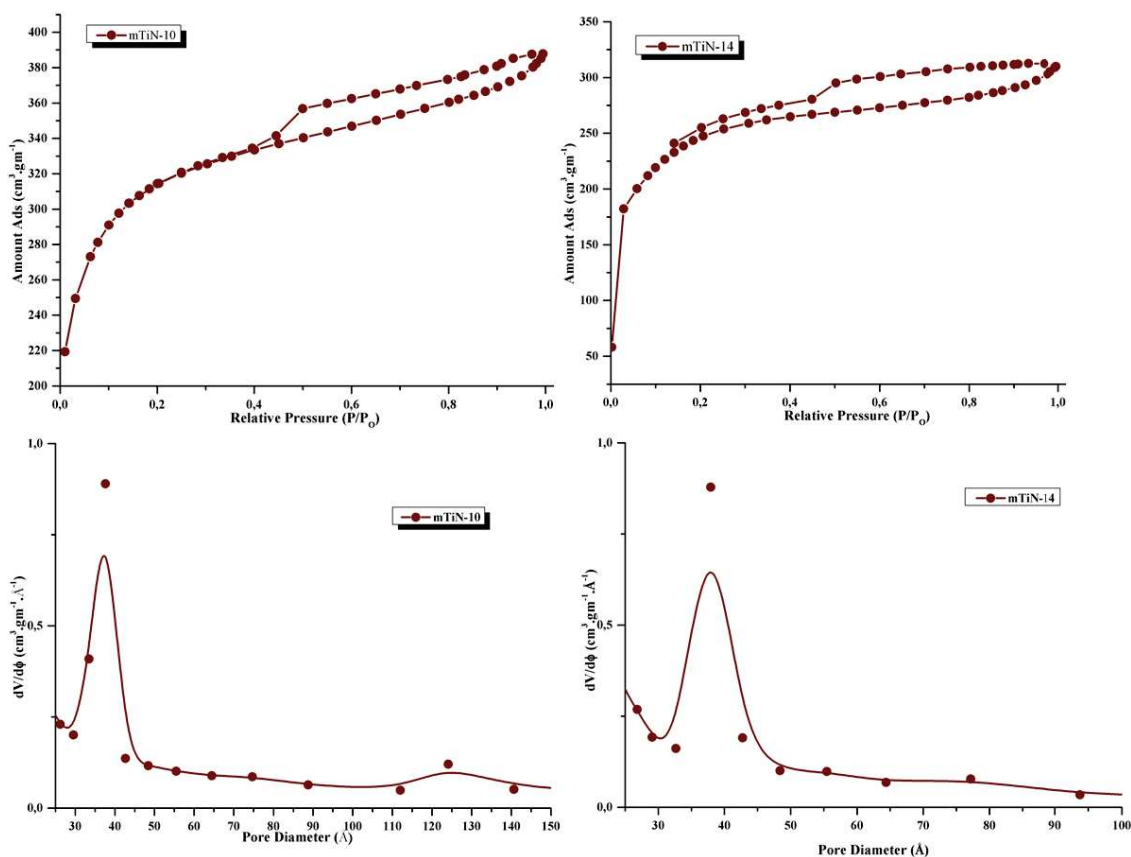 mTiN-10
Amount Ads (cm³.gm⁻¹)
400
380
360
340
320
300
280
260
240
220
200
0,0 0,2 0,4 0,6 0,8 1,0
Relative Pressure (P/P₀)
mTiN-14
Amount Ads (cm³.gm⁻¹)
350
300
250
200
150
100
50
0,0 0,2 0,4 0,6 0,8 1,0
Relative Pressure (P/P₀)
mTiN-10
dV/dϕ (cm³.gm⁻¹.Å⁻¹)
1,0
0,5
0,0
30 40 50 60 70 80 90 100 110 120 130 140 150
Pore Diameter (Å)
mTiN-14
dV/dϕ (cm³.gm⁻¹.Å⁻¹)
1,0
0,5
0,0
30 40 50 60 70 80 90 100
Pore Diameter (Å)